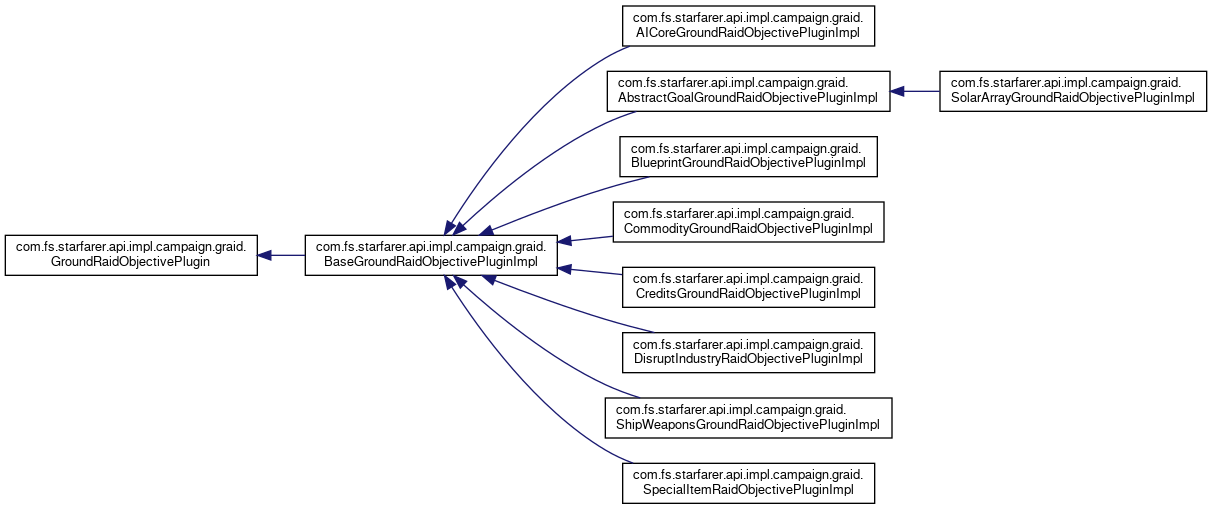 com.fs.starfarer.api.impl.campaign.graid.
AICoreGroundRaidObjectivePluginImpl
com.fs.starfarer.api.impl.campaign.graid.
AbstractGoalGroundRaidObjectivePluginImpl
com.fs.starfarer.api.impl.campaign.graid.
SolarArrayGroundRaidObjectivePluginImpl
com.fs.starfarer.api.impl.campaign.graid.
BlueprintGroundRaidObjectivePluginImpl
com.fs.starfarer.api.impl.campaign.graid.
CommodityGroundRaidObjectivePluginImpl
com.fs.starfarer.api.impl.campaign.graid.
GroundRaidObjectivePlugin
com.fs.starfarer.api.impl.campaign.graid.
BaseGroundRaidObjectivePluginImpl
com.fs.starfarer.api.impl.campaign.graid.
CreditsGroundRaidObjectivePluginImpl
com.fs.starfarer.api.impl.campaign.graid.
DisruptIndustryRaidObjectivePluginImpl
com.fs.starfarer.api.impl.campaign.graid.
ShipWeaponsGroundRaidObjectivePluginImpl
com.fs.starfarer.api.impl.campaign.graid.
SpecialItemRaidObjectivePluginImpl